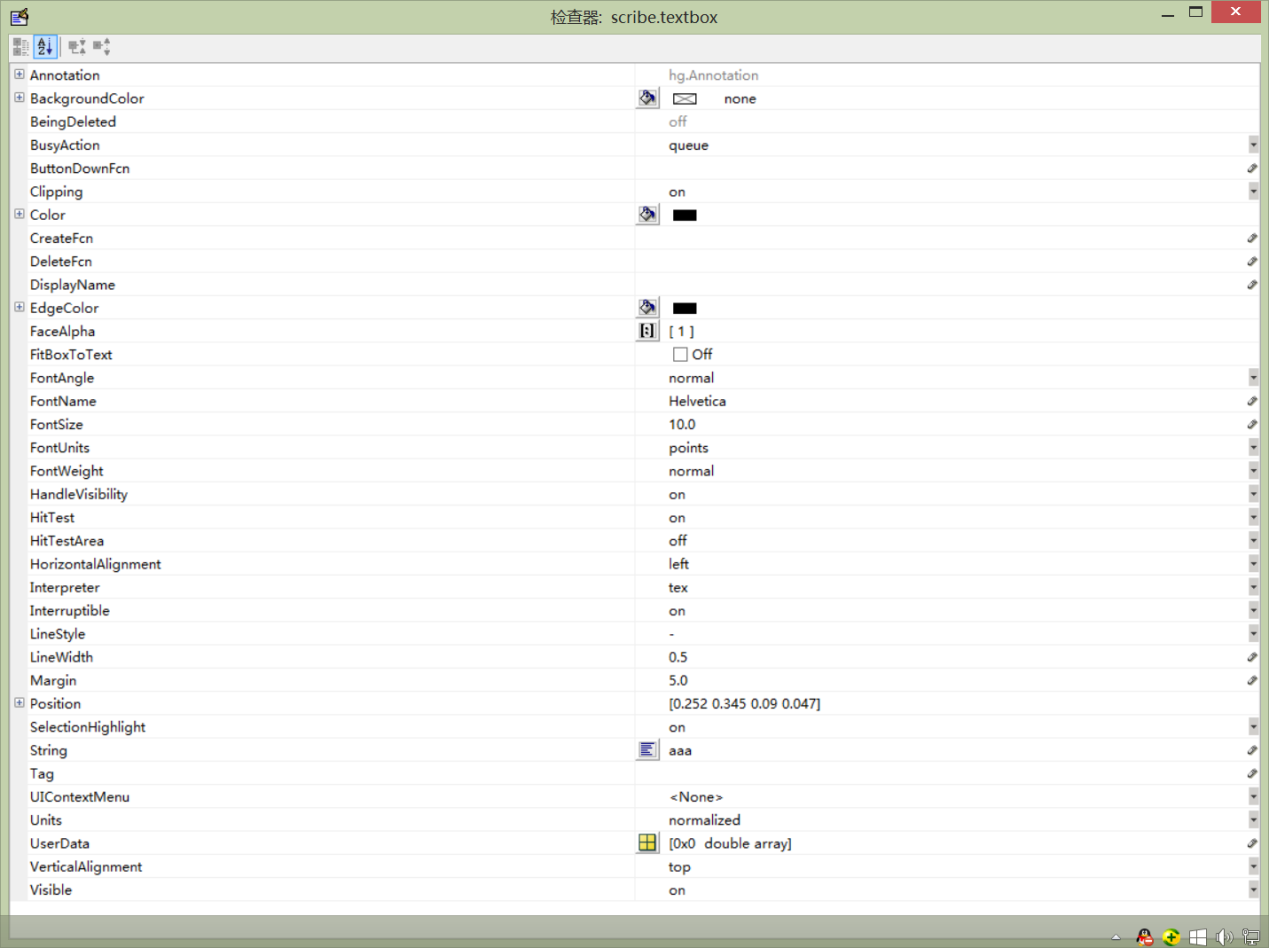 检查器: scribe.textbox
Annotation hg.Annotation
BackgroundColor none
BeingDeleted off
BusyAction queue
ButtonDownFcn
Clipping on
Color
CreateFcn
DeleteFcn
DisplayName
EdgeColor
FaceAlpha [ 1 ]
FitBoxToText Off
FontAngle normal
FontName Helvetica
FontSize 10.0
FontUnits points
FontWeight normal
HandleVisibility on
HitTest on
HitTestArea off
HorizontalAlignment left
Interpreter tex
Interruptible on
LineStyle -
LineWidth 0.5
Margin 5.0
Position [0.252 0.345 0.09 0.047]
SelectionHighlight on
String aaa
Tag
UIContextMenu <None>
Units normalized
UserData [0x0 double array]
VerticalAlignment top
Visible on